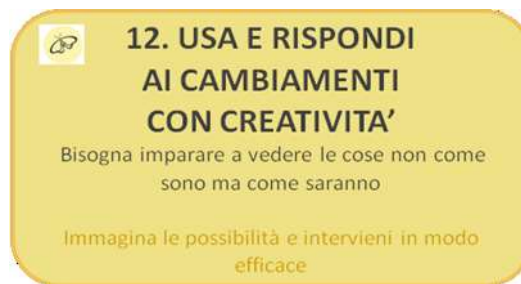 12. USA E RISPONDI
AI CAMBIAMENTI
CON CREATIVITA'
Bisogna imparare a vedere le cose non come
sono ma come saranno
Immagina le possibilità e intervieni in modo
efficace